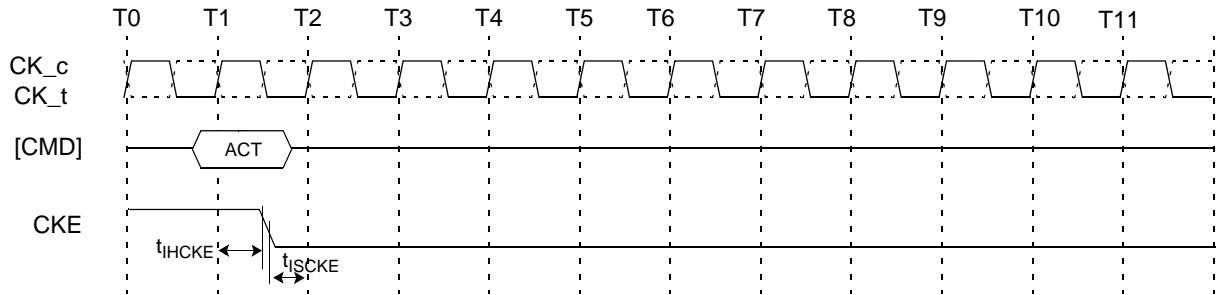 T0 T1 T2 T3 T4 T5 T6 T7 T8 T9 T10 T11
CK_c
CK_t
[CMD] ACT
CKE
tIHCKE
tISCKE